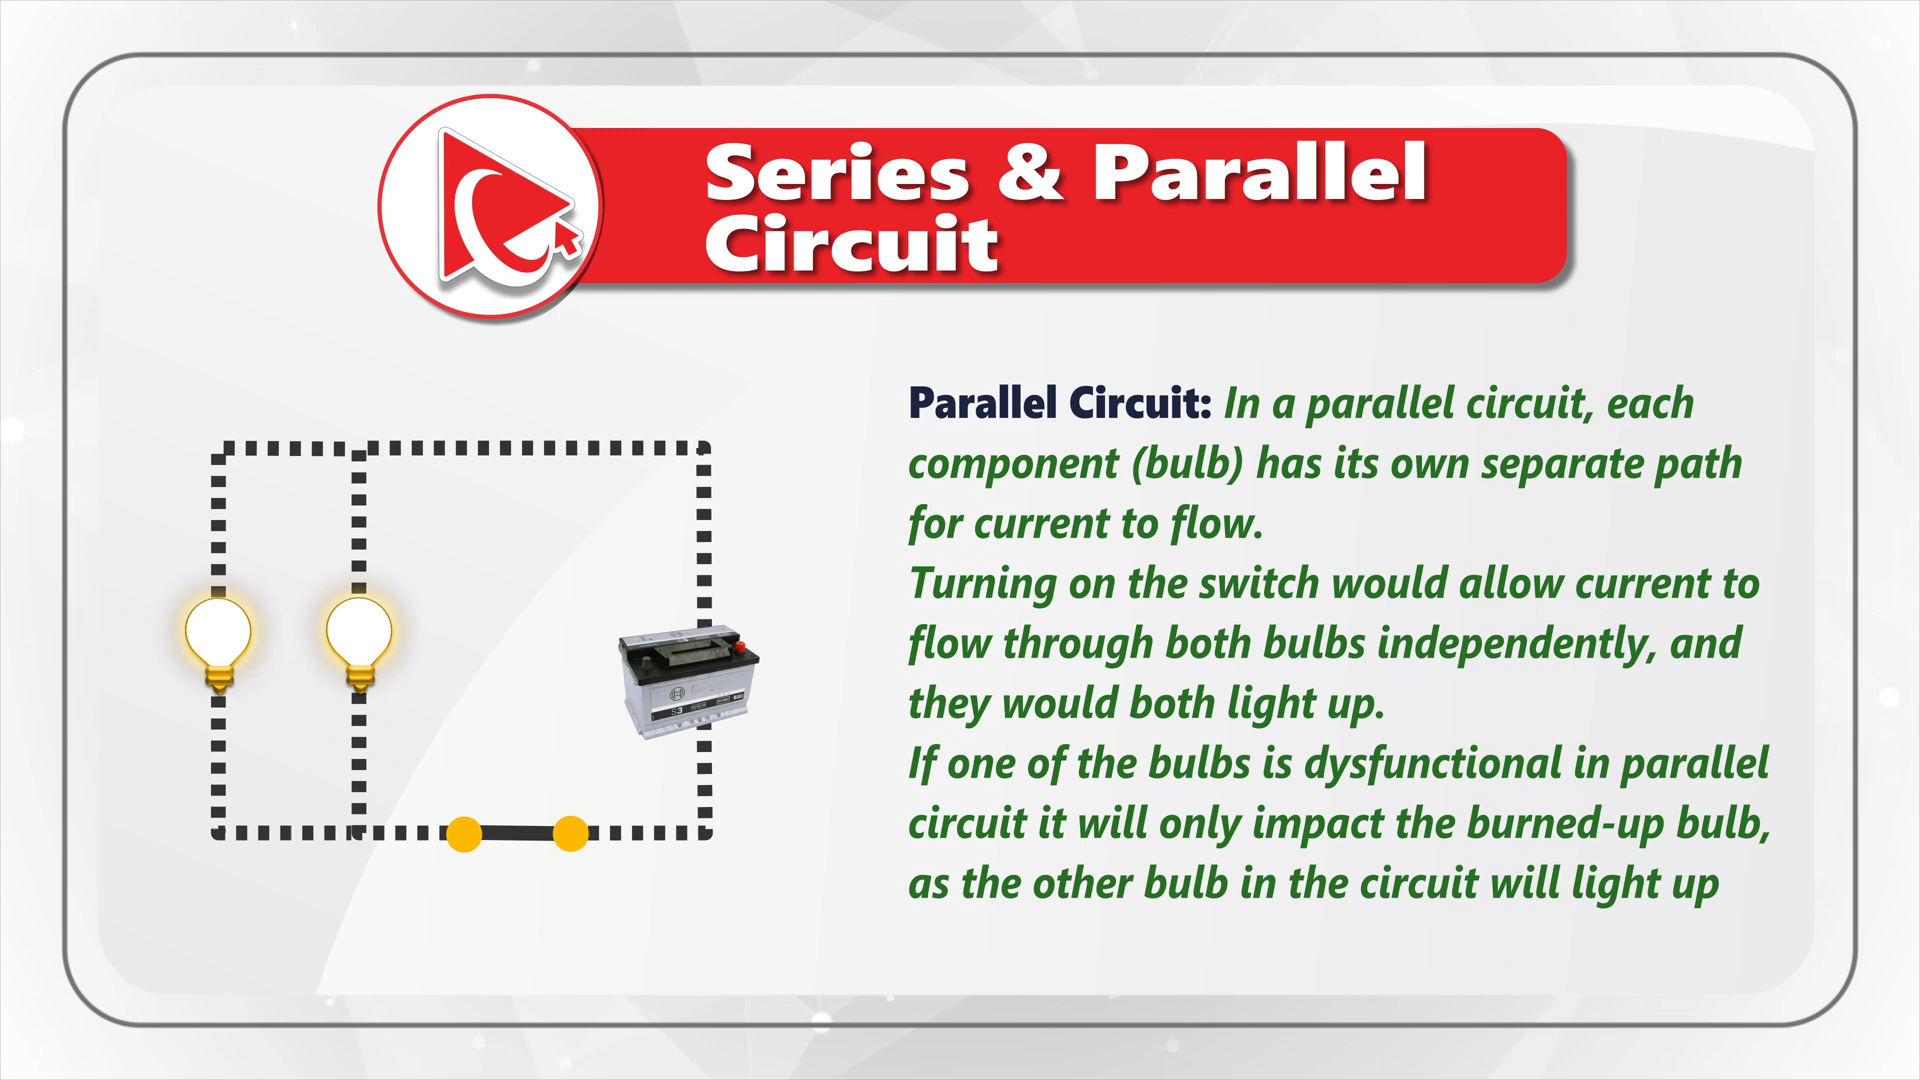 Series & Parallel
Circuit
Parallel Circuit: In a parallel circuit, each
component (bulb) has its own separate path
for current to flow.
Turning on the switch would allow current to
flow through both bulbs independently, and
they would both light up.
If one of the bulbs is dysfunctional in parallel
circuit it will only impact the burned-up bulb,
as the other bulb in the circuit will light up
S3